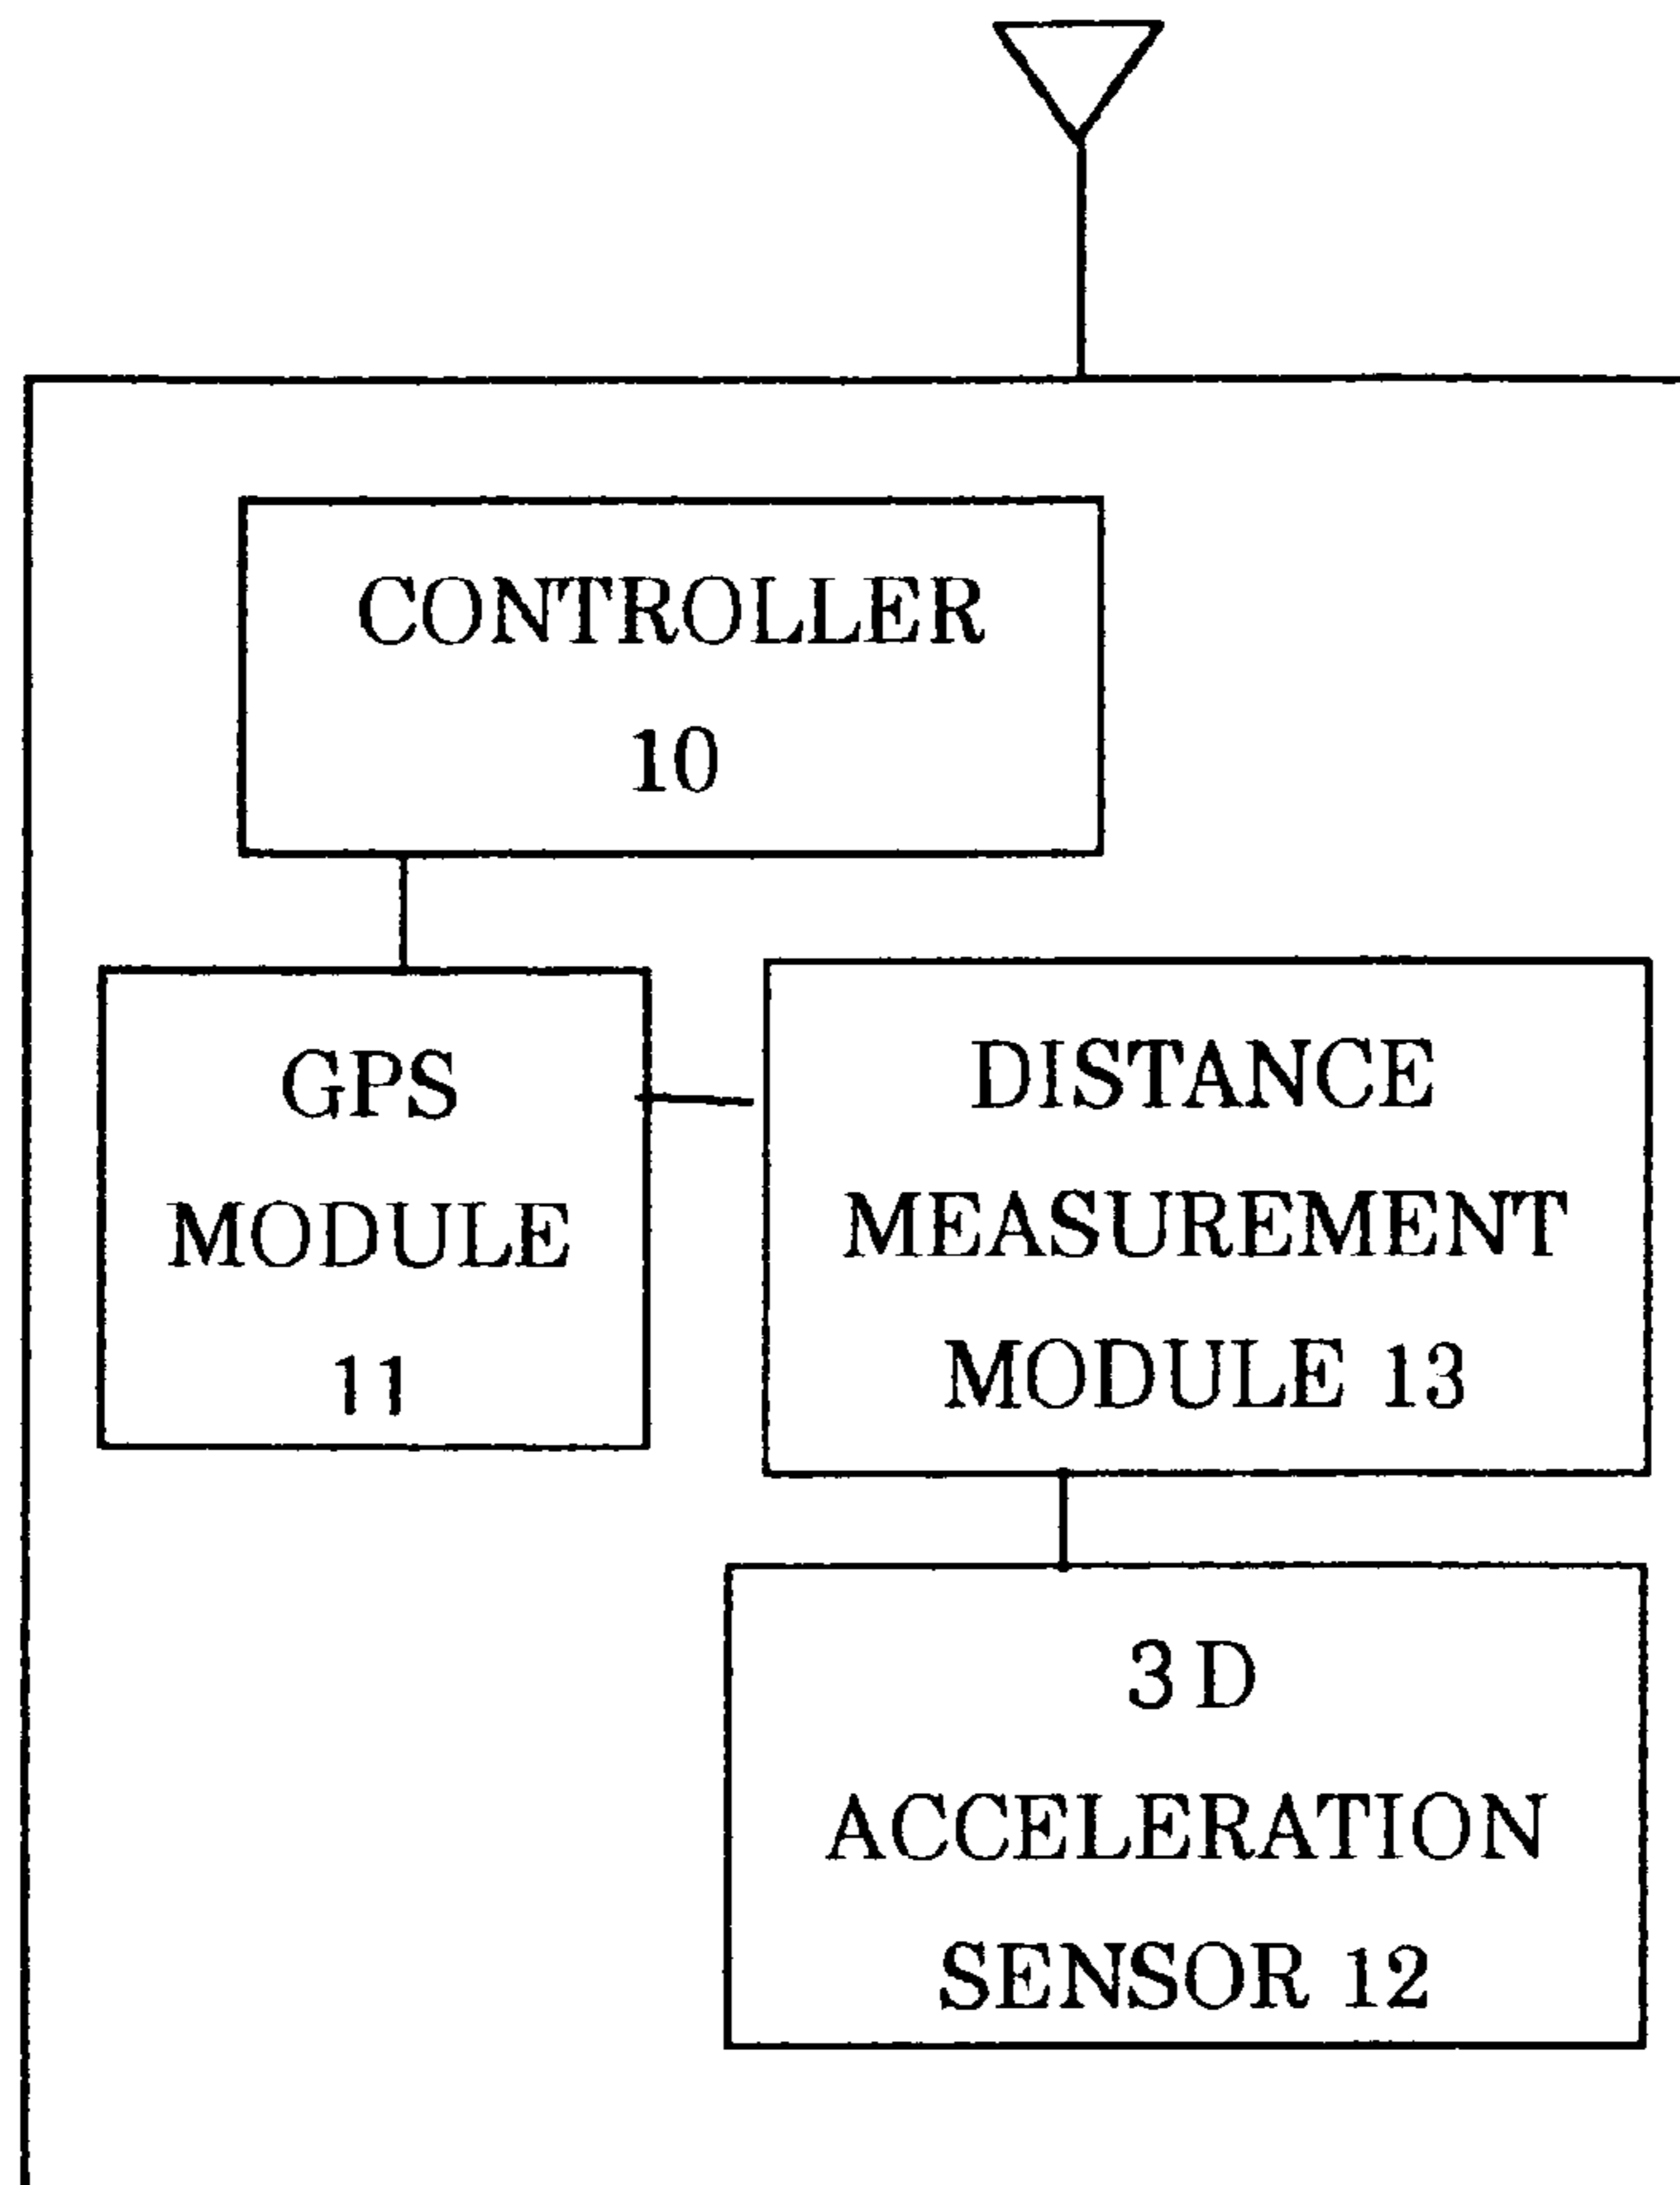 CONTROLLER
10
GPS
MODULE
11
DISTANCE
MEASUREMENT
MODULE 13
3D
ACCELERATION
SENSOR 12